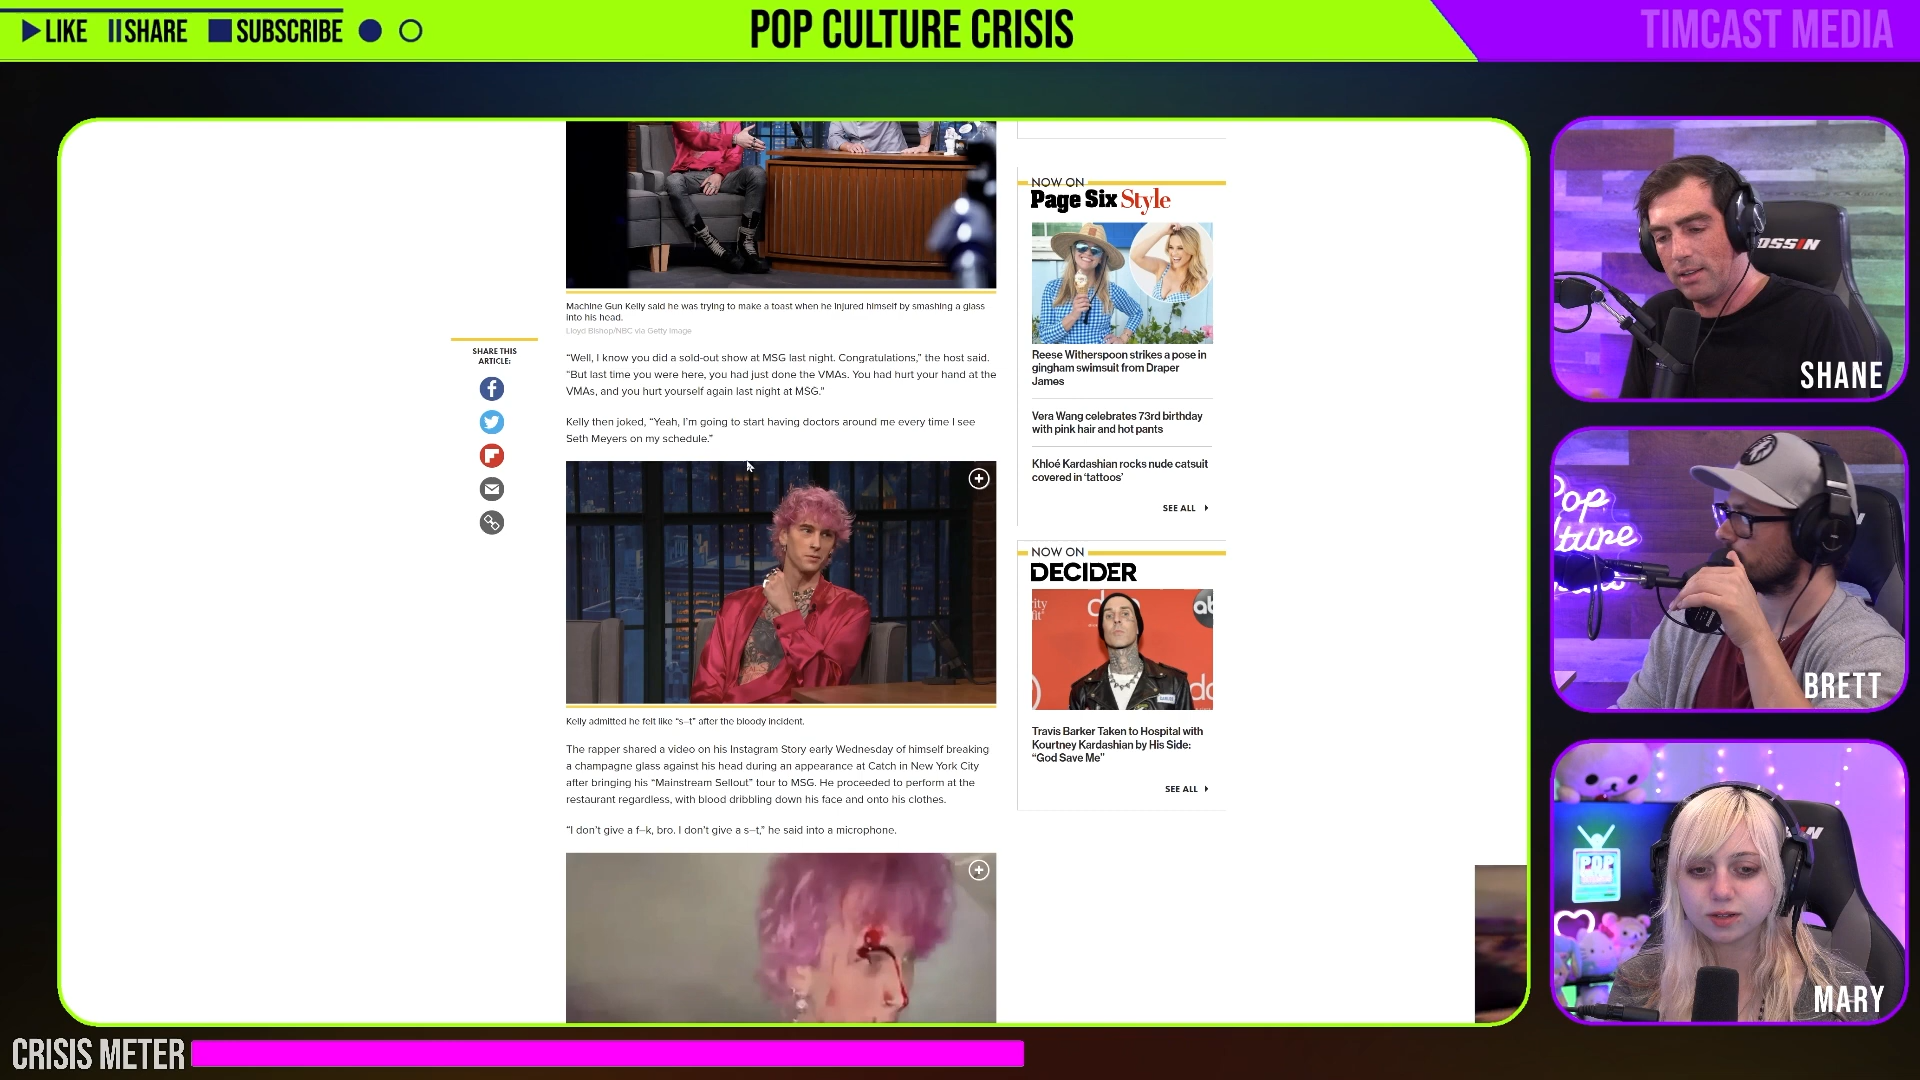 LIKE SHARE SUBSCRIBE
POP CULTURE CRISIS
TIMCAST MEDIA
Machine Gun Kelly said he was trying to make a toast when he injured himself by smashing a glass
into his head.
Lloyd Bishop/NBC via Getty Image
SHARE THIS
ARTICLE:
“Well, I know you did a sold-out show at MSG last night. Congratulations,” the host said.
“But last time you were here, you had just done the VMAs. You had hurt your hand at the
VMAs, and you hurt yourself again last night at MSG.”
Kelly then joked, “Yeah, I’m going to start having doctors around me every time I see
Seth Meyers on my schedule.”
Kelly admitted he felt like “s–t” after the bloody incident.
The rapper shared a video on his Instagram Story early Wednesday of himself breaking
a champagne glass against his head during an appearance at Catch in New York City
after bringing his “Mainstream Sellout” tour to MSG. He proceeded to perform at the
restaurant regardless, with blood dribbling down his face and onto his clothes.
“I don’t give a f–k, bro. I don’t give a s–t,” he said into a microphone.
NOW ON
Page Six Style
Reese Witherspoon strikes a pose in
gingham swimsuit from Draper
James
Vera Wang celebrates 73rd birthday
with pink hair and hot pants
Khloé Kardashian rocks nude catsuit
covered in ‘tattoos’
SEE ALL
NOW ON
DECIDER
Travis Barker Taken to Hospital with
Kourtney Kardashian by His Side:
“God Save Me”
SEE ALL
SHANE
Pop
BRETT
POP
MARY
CRISIS METER